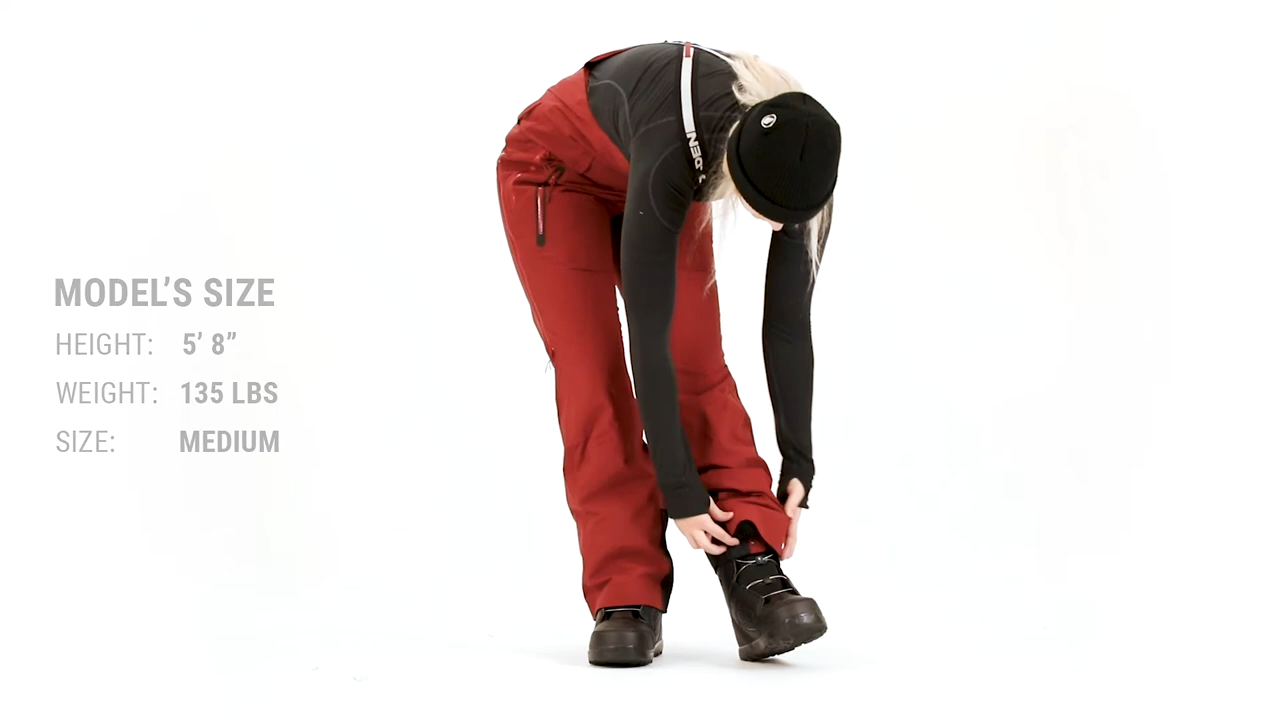 MODEL’S SIZE
HEIGHT: 5’ 8”
WEIGHT: 135 LBS
SIZE: MEDIUM